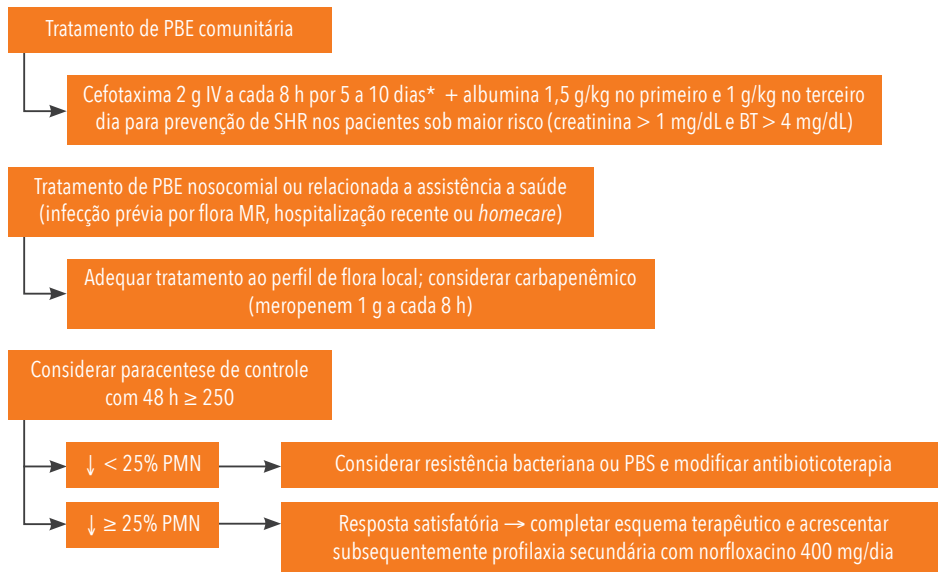 Tratamento de PBE comunitária
Cefotaxima 2 g IV a cada 8 h por 5 a 10 dias* + albumina 1,5 g/kg no primeiro e 1 g/kg no terceiro
dia para prevenção de SHR nos pacientes sob maior risco (creatinina > 1 mg/dL e BT > 4 mg/dL)
Tratamento de PBE nosocomial ou relacionada a assistência a saúde
(infecção prévia por flora MR, hospitalização recente ou homecare)
Adequar tratamento ao perfil de flora local; considerar carbapenêmico
(meropenem 1 g a cada 8 h)
Considerar paracentese de controle
com 48 h ≥ 250
↓ < 25% PMN
Considerar resistência bacteriana ou PBS e modificar antibioticoterapia
↓ ≥ 25% PMN
Resposta satisfatória → completar esquema terapêutico e acrescentar
subsequentemente profilaxia secundária com norfloxacino 400 mg/dia